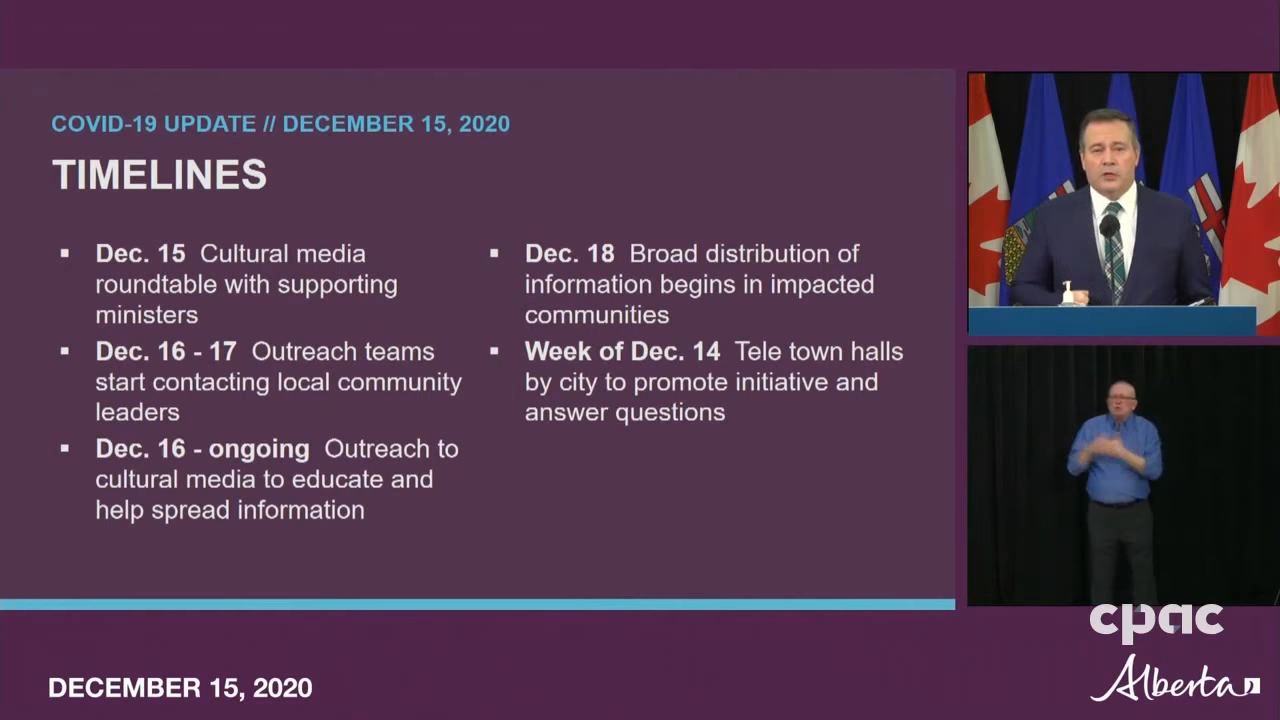 COVID-19 UPDATE // DECEMBER 15, 2020
TIMELINES
▪ Dec. 15 Cultural media
roundtable with supporting
ministers
▪ Dec. 16 - 17 Outreach teams
start contacting local community
leaders
▪ Dec. 16 - ongoing Outreach to
cultural media to educate and
help spread information
▪ Dec. 18 Broad distribution of
information begins in impacted
communities
▪ Week of Dec. 14 Tele town halls
by city to promote initiative and
answer questions
cpac
Alberta
DECEMBER 15, 2020